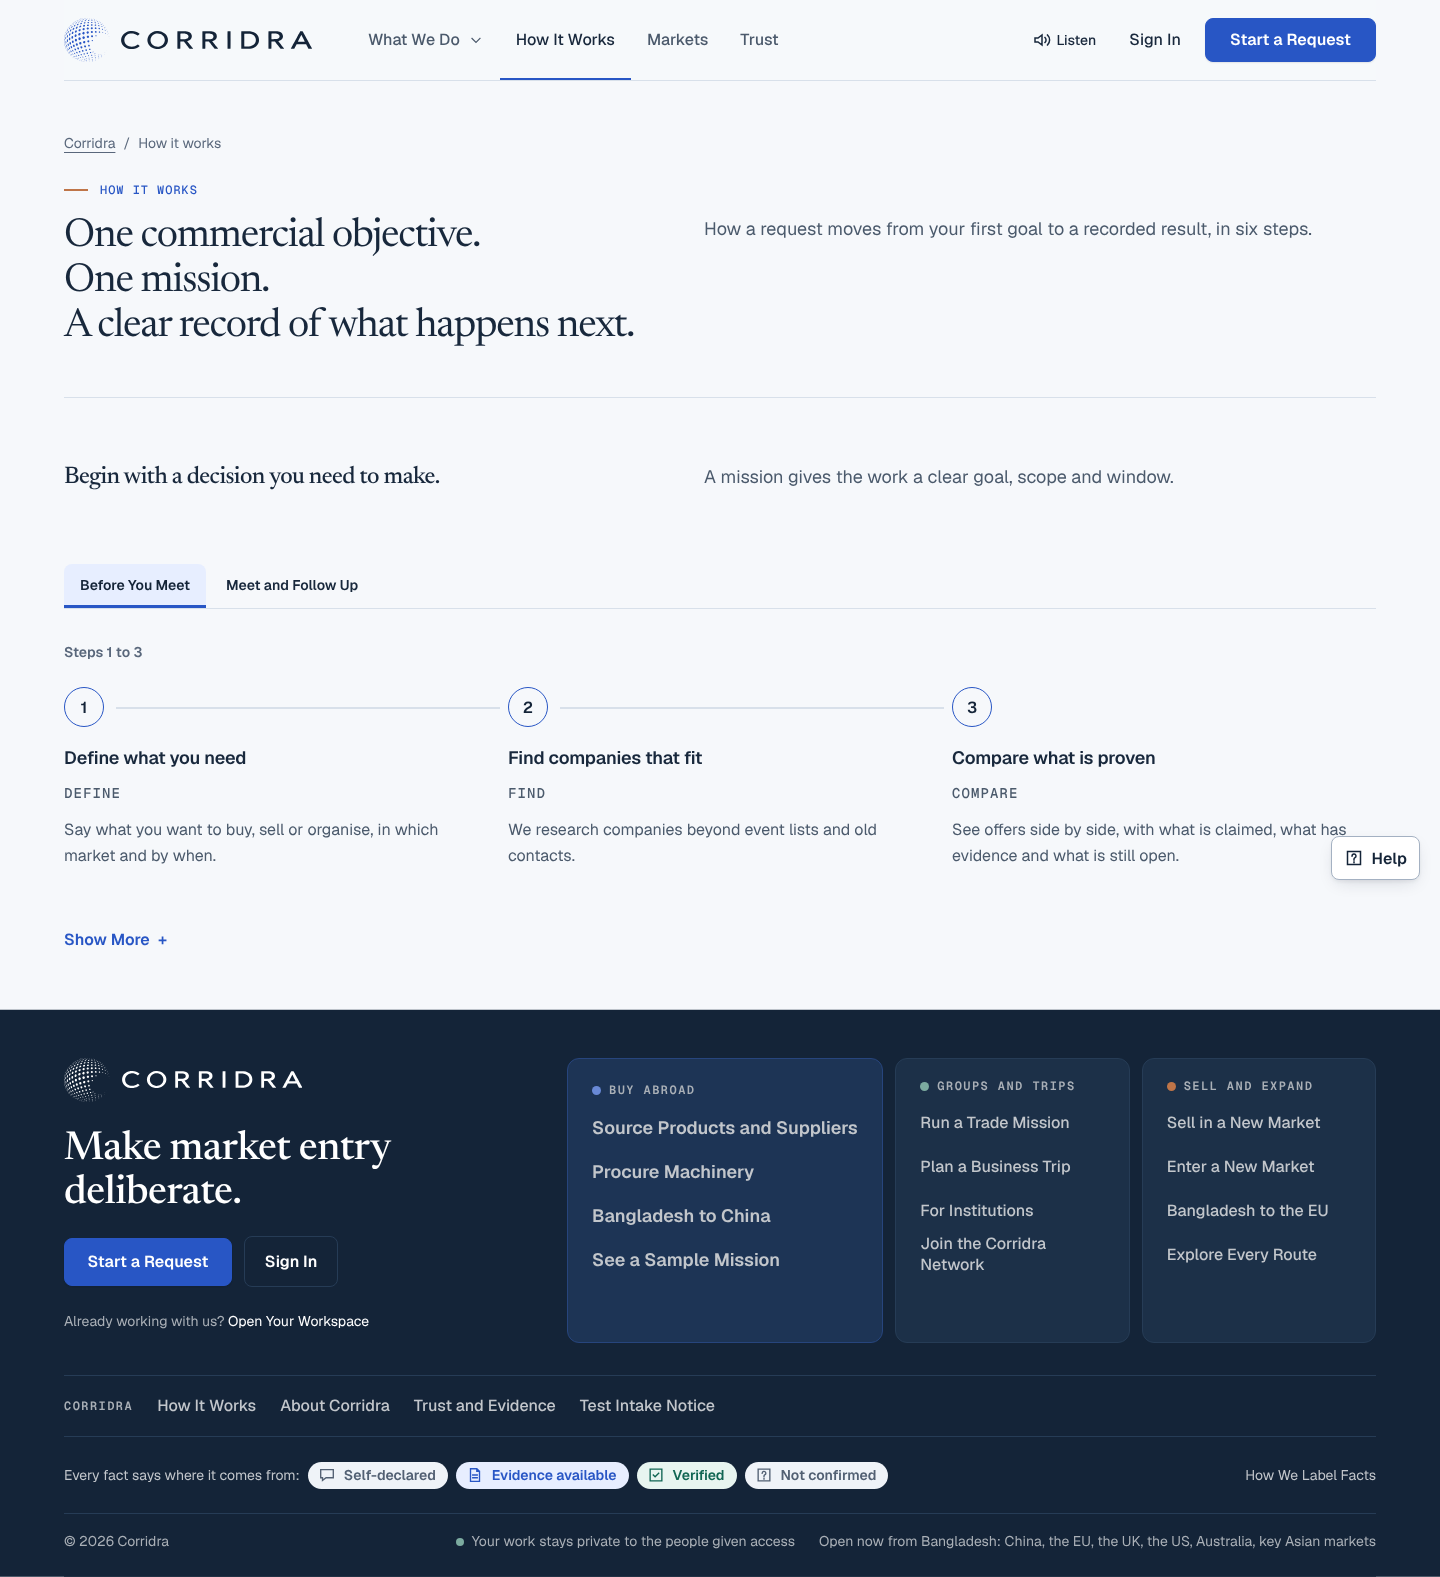 CORRIDRA
What We Do
How It Works
Markets
Trust
Listen
Sign In
Start a Request
Corridra / How it works
HOW IT WORKS
One commercial objective.
One mission.
A clear record of what happens next.
How a request moves from your first goal to a recorded result, in six steps.
Begin with a decision you need to make.
A mission gives the work a clear goal, scope and window.
Before You Meet
Meet and Follow Up
Steps 1 to 3
1
Define what you need
DEFINE
Say what you want to buy, sell or organise, in which
market and by when.
2
Find companies that fit
FIND
We research companies beyond event lists and old
contacts.
3
Compare what is proven
COMPARE
See offers side by side, with what is claimed, what has
evidence and what is still open.
Help
Show More +
CORRIDRA
Make market entry
deliberate.
Start a Request
Sign In
Already working with us? Open Your Workspace
BUY ABROAD
Source Products and Suppliers
Procure Machinery
Bangladesh to China
See a Sample Mission
GROUPS AND TRIPS
Run a Trade Mission
Plan a Business Trip
For Institutions
Join the Corridra
Network
SELL AND EXPAND
Sell in a New Market
Enter a New Market
Bangladesh to the EU
Explore Every Route
CORRIDRA
How It Works
About Corridra
Trust and Evidence
Test Intake Notice
Every fact says where it comes from:
Self-declared
Evidence available
Verified
Not confirmed
How We Label Facts
© 2026 Corridra
Your work stays private to the people given access
Open now from Bangladesh: China, the EU, the UK, the US, Australia, key Asian markets